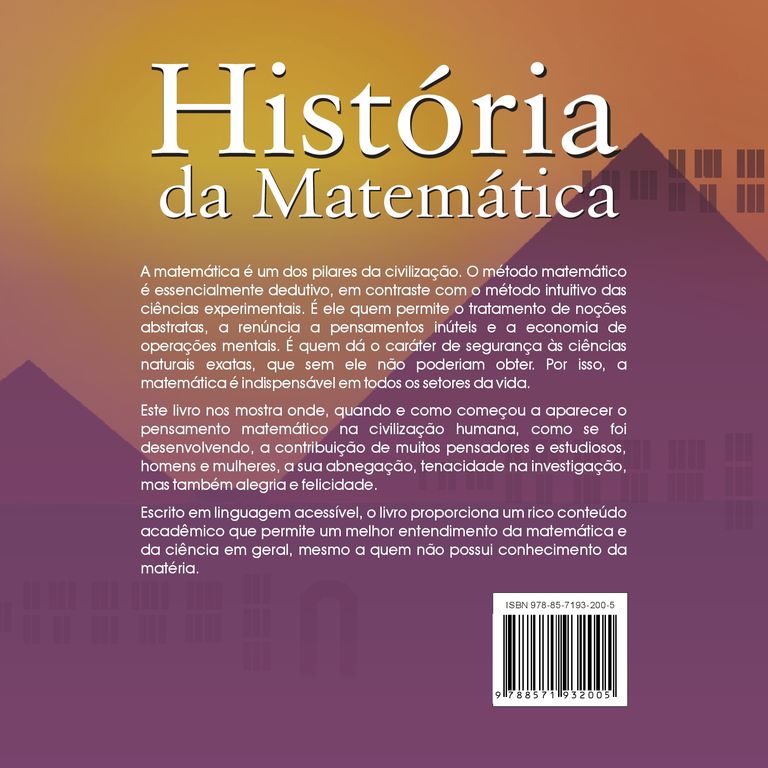 História
da Matemática
A matemática é um dos pilares da civilização. O método matemático
é essencialmente dedutivo, em contraste com o método intuitivo das
ciências experimentais. É ele quem permite o tratamento de noções
abstratas, a renúncia a pensamentos inúteis e a economia de
operações mentais. É quem dá o caráter de segurança às ciências
naturais exatas, que sem ele não poderiam obter. Por isso, a
matemática é indispensável em todos os setores da vida.
Este livro nos mostra onde, quando e como começou a aparecer o
pensamento matemático na civilização humana, como se foi
desenvolvendo, a contribuição de muitos pensadores e estudiosos,
homens e mulheres, a sua abnegação, tenacidade na investigação,
mas também alegria e felicidade.
Escrito em linguagem acessível, o livro proporciona um rico conteúdo
acadêmico que permite um melhor entendimento da matemática e
da ciência em geral, mesmo a quem não possui conhecimento da
matéria.
ISBN 978-85-7193-200-5
9 788571 932005